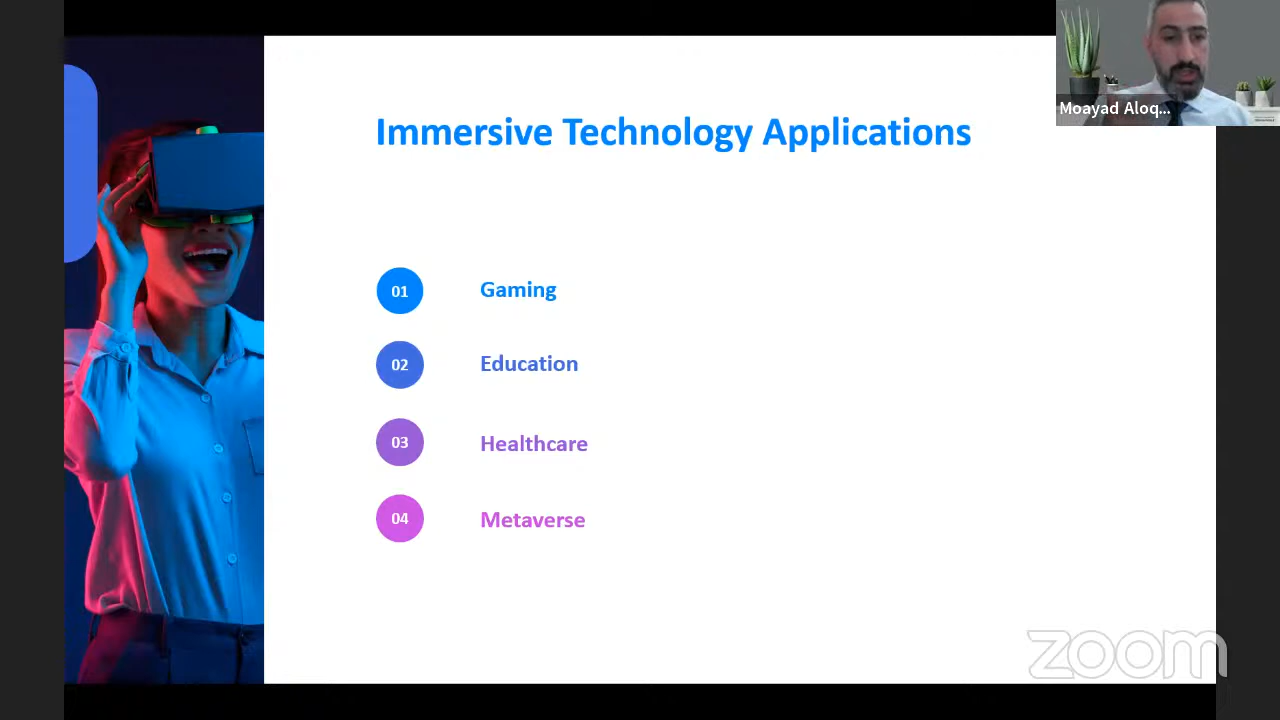 Immersive Technology Applications
Moayad Aloq...
01 Gaming
02 Education
03 Healthcare
04 Metaverse
zoom